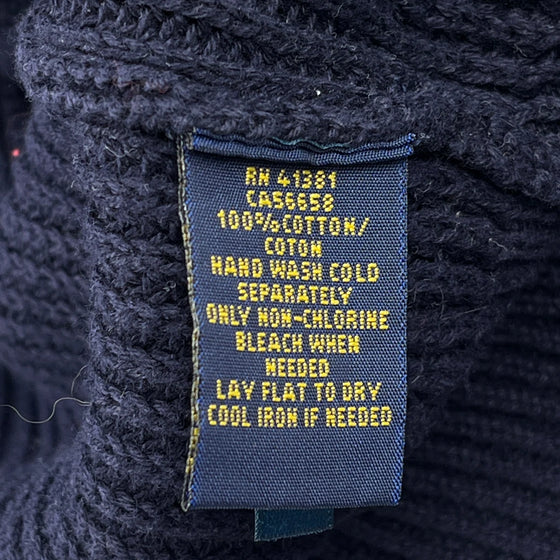 RN 41381
CA56658
100%COTTON/
COTON
HAND WASH COLD
SEPARATELY
ONLY NON-CHLORINE
BLEACH WHEN
NEEDED
LAY FLAT TO DRY
COOL IRON IF NEEDED